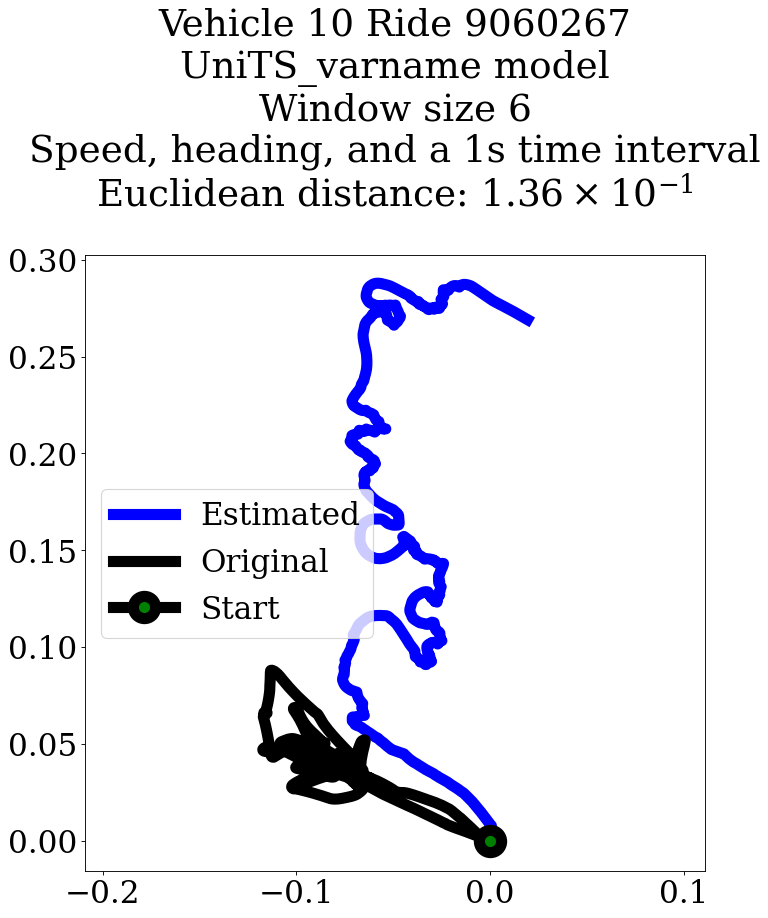 Vehicle 10 Ride 9060267
UniTS_varname model
Window size 6
Speed, heading, and a 1s time interval
Euclidean distance: 1.36 × 10⁻¹
0.30
0.25
0.20
0.15
0.10
0.05
0.00
Estimated
Original
Start
−0.2
−0.1
0.0
0.1